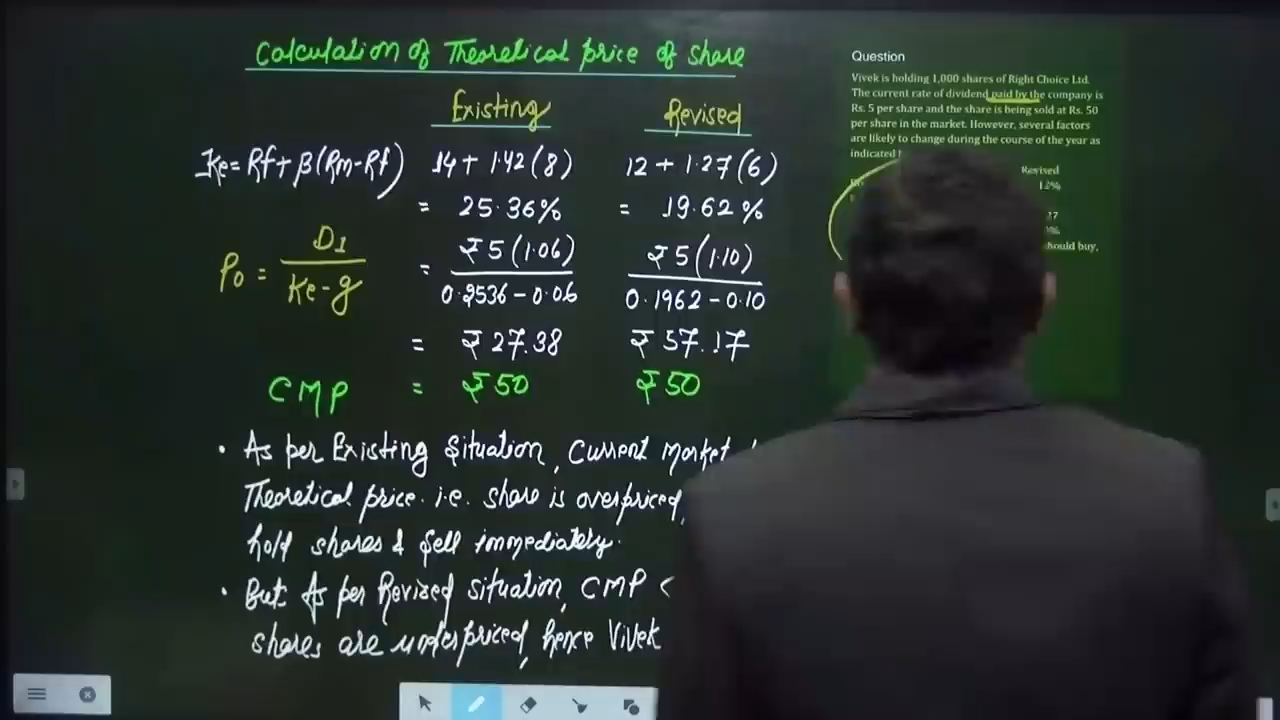 Calculation of Theoretical price of share
Existing Revised
Ke = Rf + β(Rm-Rf) 14 + 1.42(8) 12 + 1.27(6)
= 25.36% = 19.62%
P0 = D1 / Ke-g = ₹5(1.06) / 0.2536 - 0.06 ₹5(1.10) / 0.1962 - 0.10
= ₹27.38 ₹57.17
CMP = ₹50 ₹50
• As per Existing Situation, Current market
Theoretical price. i.e. share is overpriced,
hold shares & Sell immediately.
• But As per Revised situation, CMP <
shares are underpriced, hence Vivek
Question
Vivek is holding 1,000 shares of Right Choice Ltd.
The current rate of dividend paid by the company is
Rs. 5 per share and the share is being sold at Rs. 50
per share in the market. However, several factors
are likely to change during the course of the year as
indicated
Revised
12%
should buy,